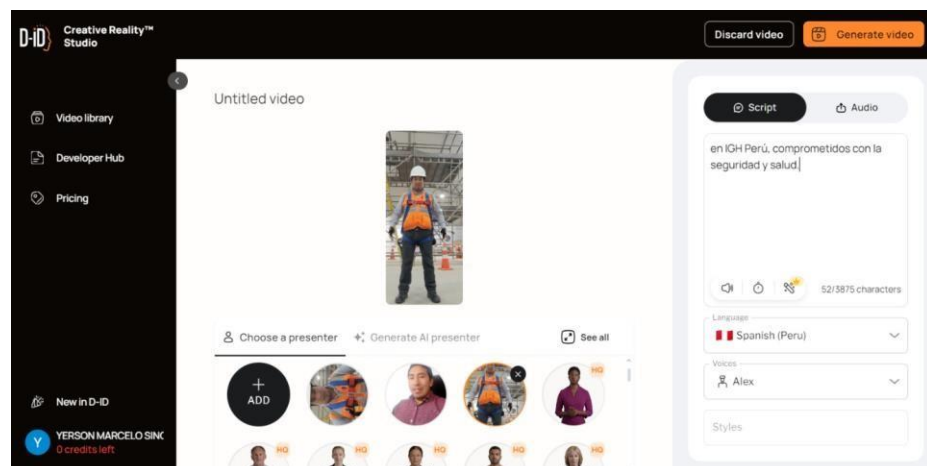 D-iD Creative Reality™
Studio
Discard video
Generate video
Video library
Developer Hub
Pricing
New in D-ID
Y
YERSON MARCELO SINC
0 credits left
Untitled video
Choose a presenter
Generate AI presenter
See all
+
ADD
HQ
HQ
HQ
HQ
HQ
HQ
Script
Audio
en IGH Perú, comprometidos con la
seguridad y salud.
52/3875 characters
Language
Spanish (Peru)
Voices
Alex
Styles